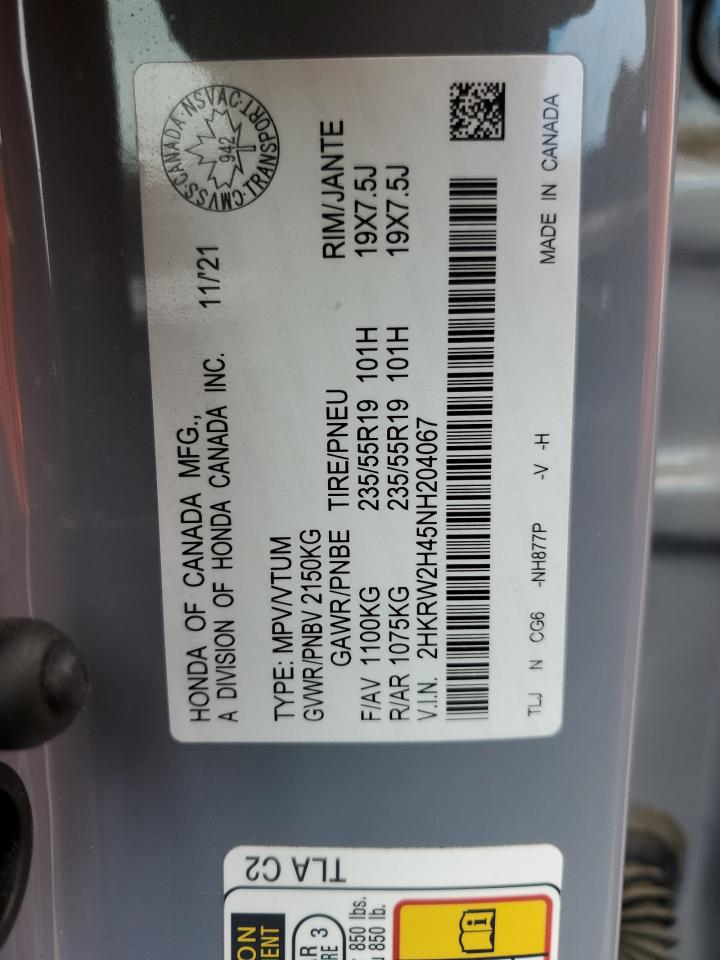 HONDA OF CANADA MFG.,
A DIVISION OF HONDA CANADA INC. 11/'21
CMVSS CANADA·NSVAC·TRANSPORT
942
TYPE: MPV/VTUM
GVWR/PNBV 2150KG
GAWR/PNBE TIRE/PNEU RIM/JANTE
F/AV 1100KG 235/55R19 101H 19X7.5J
R/AR 1075KG 235/55R19 101H 19X7.5J
V.I.N. 2HKRW2H45NH204067
TLJ N CG6 -NH877P -V -H MADE IN CANADA
TLA C2
850 lbs.
850 lb.